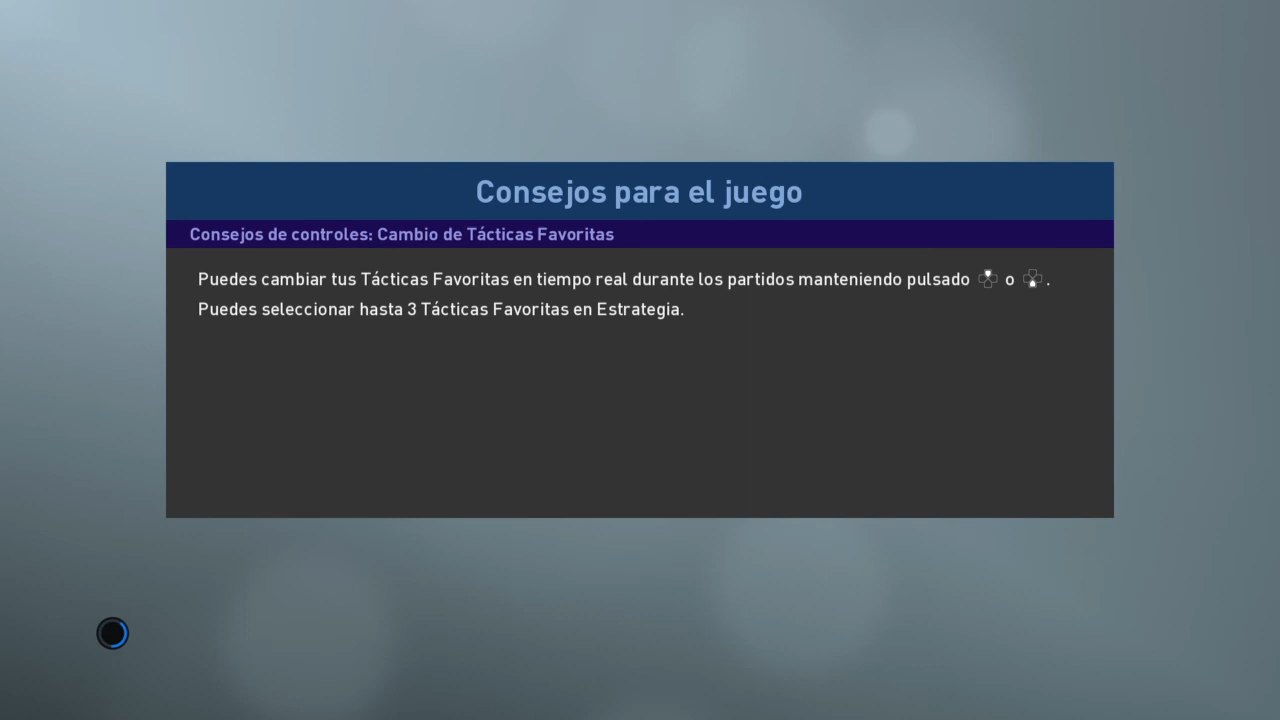 Consejos para el juego
Consejos de controles: Cambio de Tácticas Favoritas
Puedes cambiar tus Tácticas Favoritas en tiempo real durante los partidos manteniendo pulsado o .
Puedes seleccionar hasta 3 Tácticas Favoritas en Estrategia.